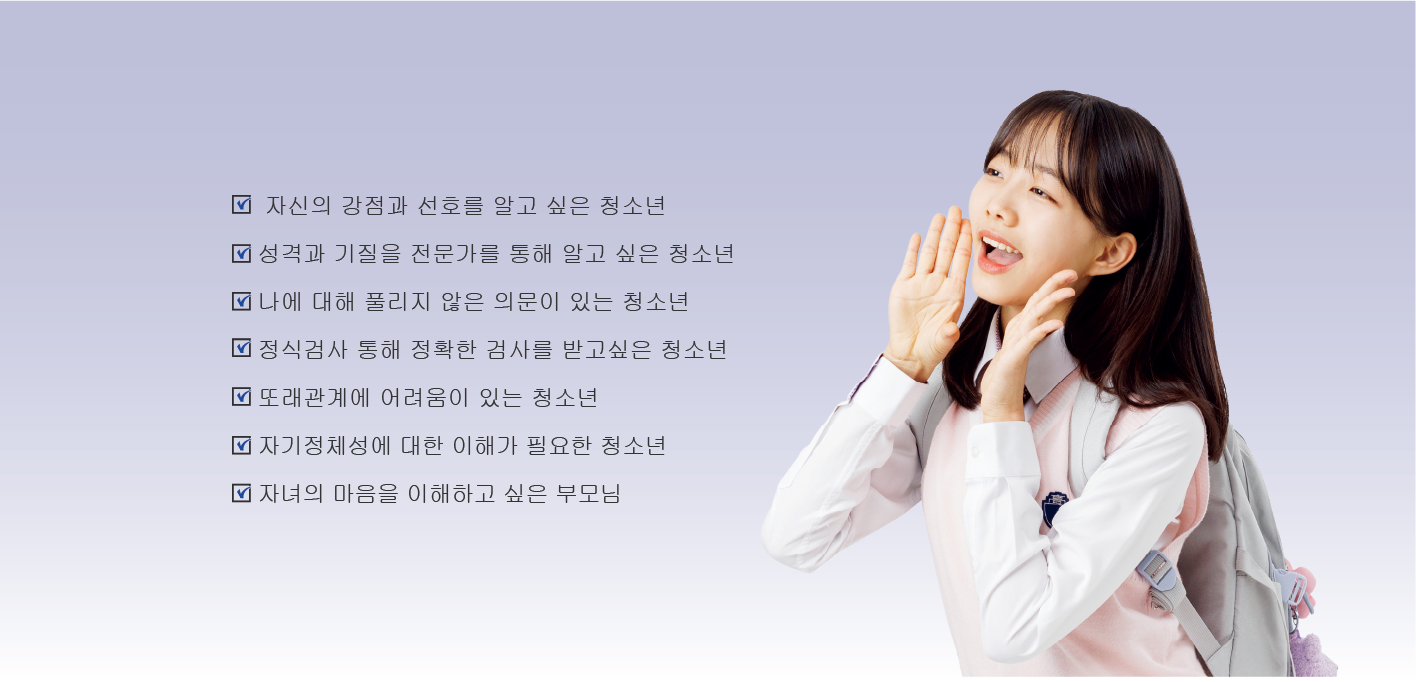 자신의 강점과 선호를 알고 싶은 청소년
성격과 기질을 전문가를 통해 알고 싶은 청소년
나에 대해 풀리지 않은 의문이 있는 청소년
정식검사 통해 정확한 검사를 받고싶은 청소년
또래관계에 어려움이 있는 청소년
자기정체성에 대한 이해가 필요한 청소년
자녀의 마음을 이해하고 싶은 부모님